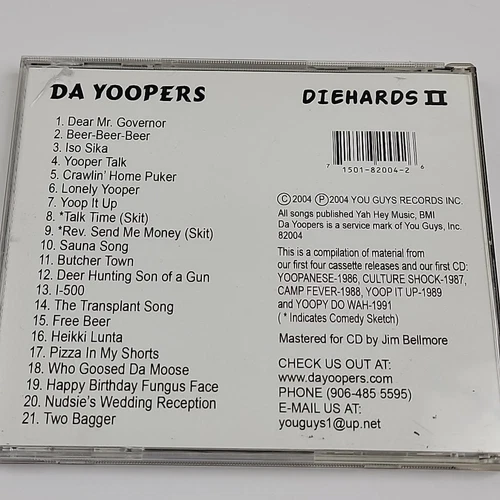 DA YOOPERS
1. Dear Mr. Governor
2. Beer-Beer-Beer
3. Iso Sika
4. Yooper Talk
5. Crawlin' Home Puker
6. Lonely Yooper
7. Yoop It Up
8. *Talk Time (Skit)
9. *Rev. Send Me Money (Skit)
10. Sauna Song
11. Butcher Town
12. Deer Hunting Son of a Gun
13. I-500
14. The Transplant Song
15. Free Beer
16. Heikki Lunta
17. Pizza In My Shorts
18. Who Goosed Da Moose
19. Happy Birthday Fungus Face
20. Nudsie's Wedding Reception
21. Two Bagger
DIEHARDS II
7 1501-82004-2 6
©2004 ℗2004 YOU GUYS RECORDS INC.
All songs published Yah Hey Music, BMI
Da Yoopers is a service mark of You Guys, Inc.
82004
This is a compilation of material from
our first four cassette releases and our first CD:
YOOPANESE-1986, CULTURE SHOCK-1987,
CAMP FEVER-1988, YOOP IT UP-1989
and YOOPY DO WAH-1991
( * Indicates Comedy Sketch)
Mastered for CD by Jim Bellmore
CHECK US OUT AT:
www.dayoopers.com
PHONE (906-485 5595)
E-MAIL US AT:
youguys1@up.net